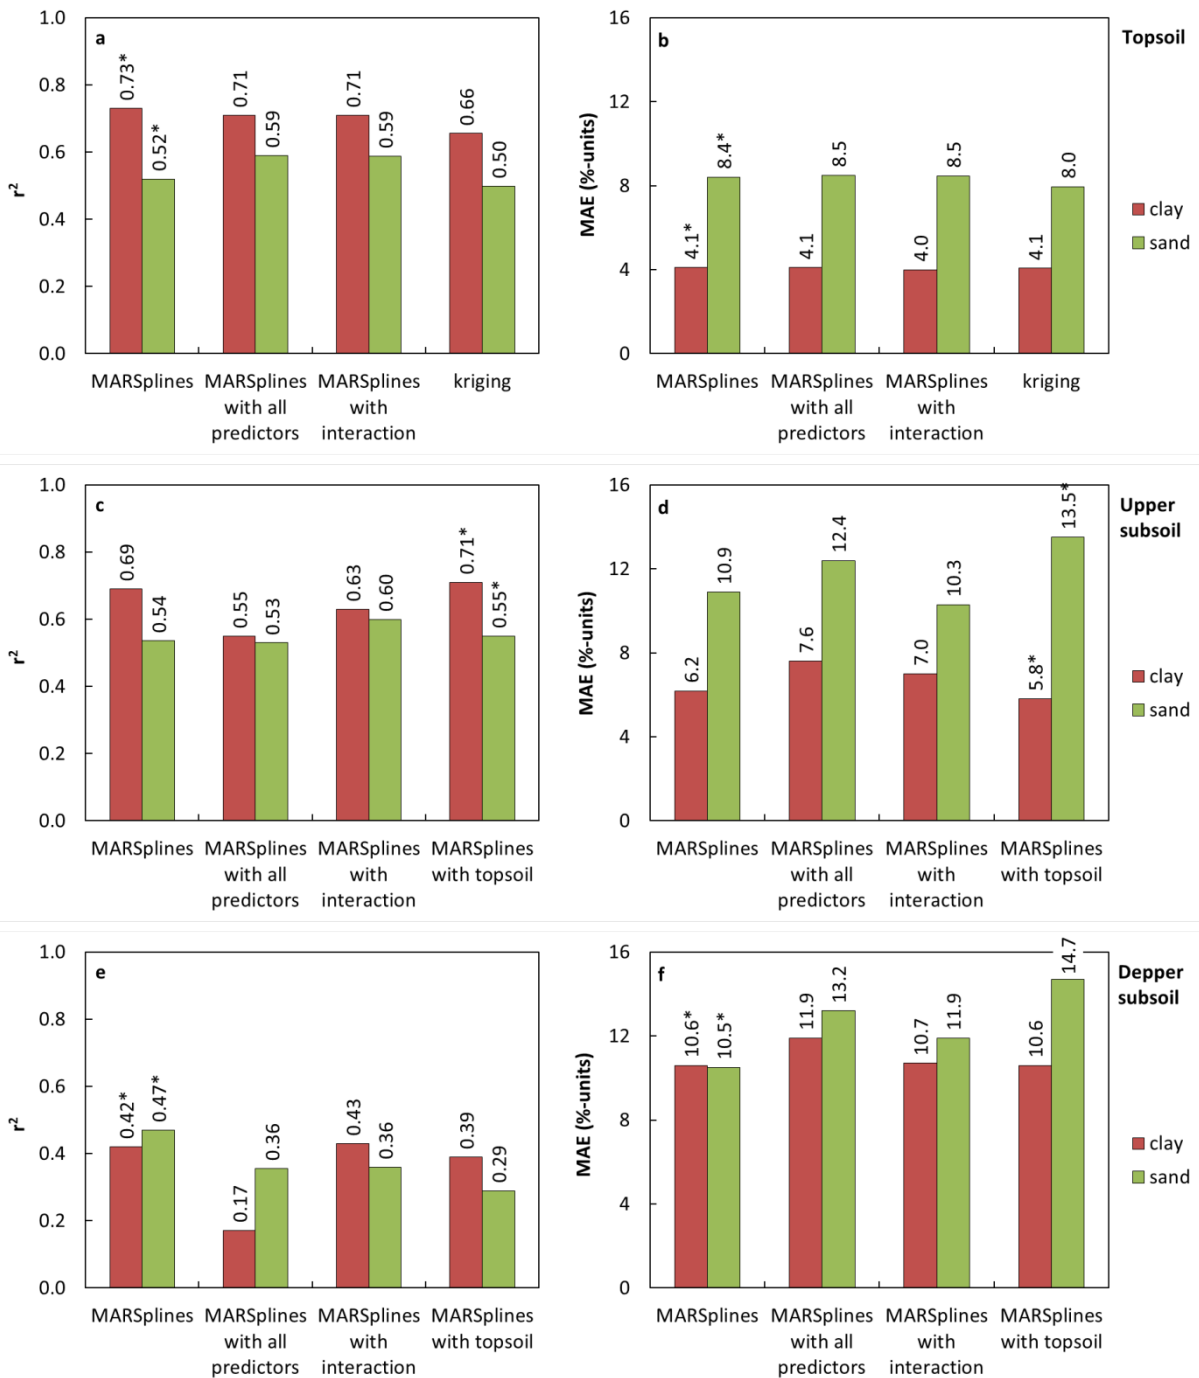 a
r²
1.0
0.8
0.6
0.4
0.2
0.0
0.73*
0.52*
0.71
0.59
0.71
0.59
0.66
0.50
MARSplines
MARSplines
with all
predictors
MARSplines
with
interaction
kriging
b
Topsoil
MAE (%-units)
16
12
8
4
0
4.1*
8.4*
4.1
8.5
4.0
8.5
4.1
8.0
clay
sand
MARSplines
MARSplines
with all
predictors
MARSplines
with
interaction
kriging
c
r²
1.0
0.8
0.6
0.4
0.2
0.0
0.69
0.54
0.55
0.53
0.63
0.60
0.71*
0.55*
MARSplines
MARSplines
with all
predictors
MARSplines
with
interaction
MARSplines
with topsoil
d
Upper
subsoil
MAE (%-units)
16
12
8
4
0
6.2
10.9
7.6
12.4
7.0
10.3
5.8*
13.5*
clay
sand
MARSplines
MARSplines
with all
predictors
MARSplines
with
interaction
MARSplines
with topsoil
e
r²
1.0
0.8
0.6
0.4
0.2
0.0
0.42*
0.47*
0.17
0.36
0.43
0.36
0.39
0.29
MARSplines
MARSplines
with all
predictors
MARSplines
with
interaction
MARSplines
with topsoil
f
Depper
subsoil
MAE (%-units)
16
12
8
4
0
10.6*
10.5*
11.9
13.2
10.7
11.9
10.6
14.7
clay
sand
MARSplines
MARSplines
with all
predictors
MARSplines
with
interaction
MARSplines
with topsoil